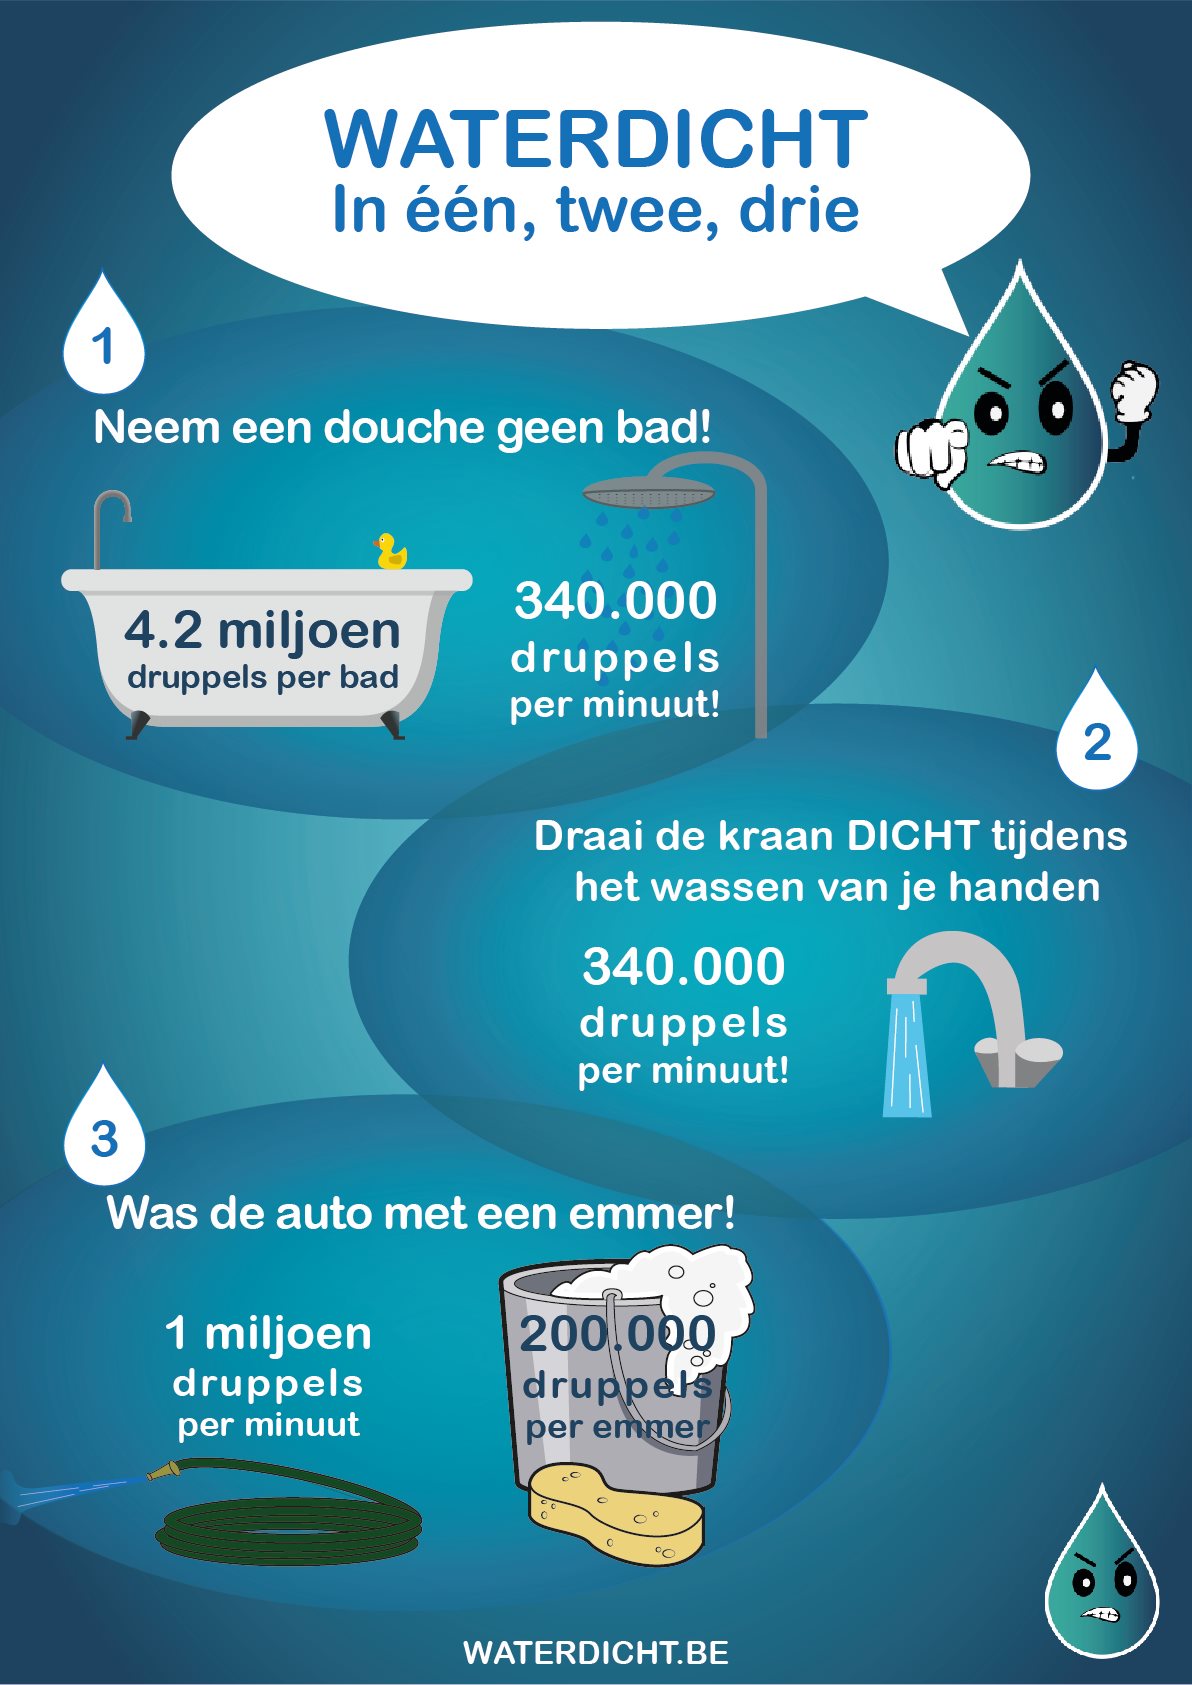 WATERDICHT
In één, twee, drie
1
Neem een douche geen bad!
4.2 miljoen
druppels per bad
340.000
druppels
per minuut!
2
Draai de kraan DICHT tijdens
het wassen van je handen
340.000
druppels
per minuut!
3
Was de auto met een emmer!
1 miljoen
druppels
per minuut
200.000
druppels
per emmer
WATERDICHT.BE